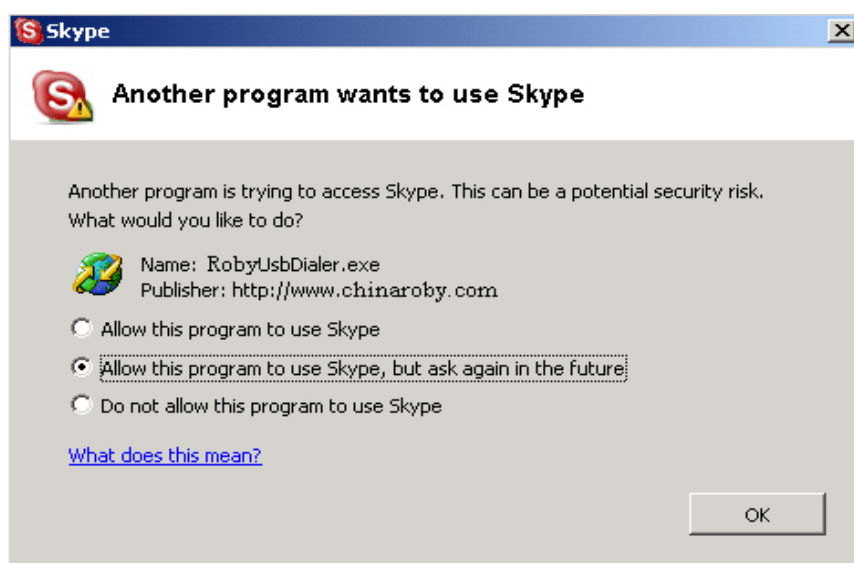 Skype
Another program wants to use Skype
Another program is trying to access Skype. This can be a potential security risk.
What would you like to do?
Name: RobyUsbDialer.exe
Publisher: http://www.chinaroby.com
Allow this program to use Skype
Allow this program to use Skype, but ask again in the future
Do not allow this program to use Skype
What does this mean?
OK